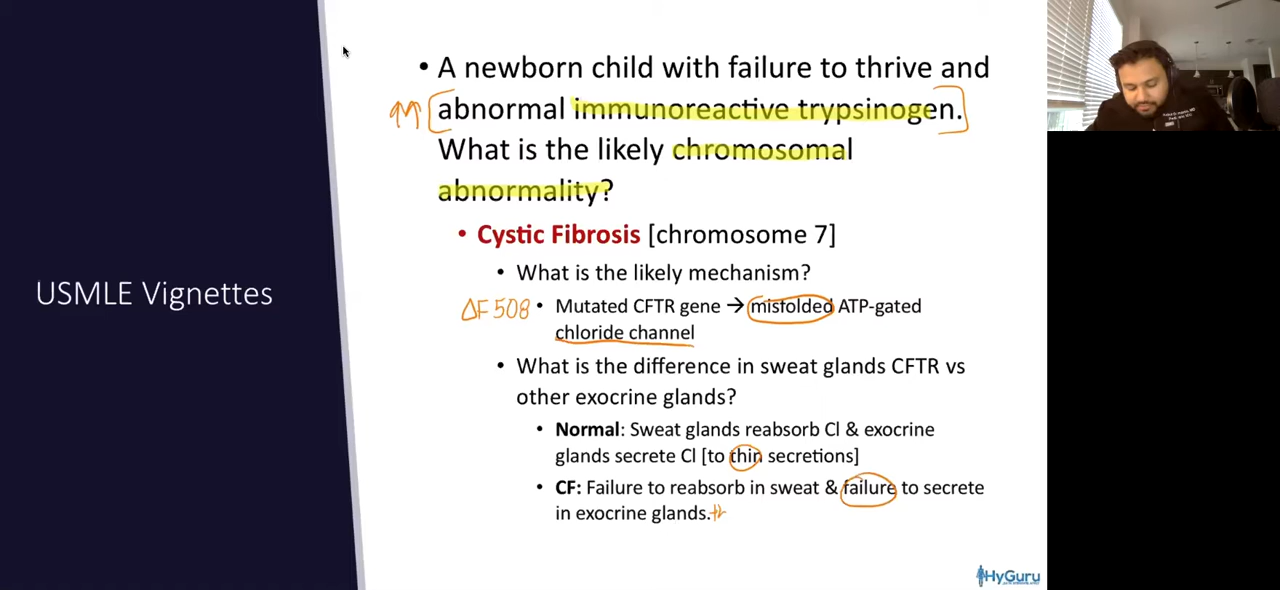 USMLE Vignettes
• A newborn child with failure to thrive and
abnormal immunoreactive trypsinogen.
What is the likely chromosomal
abnormality?
• Cystic Fibrosis [chromosome 7]
• What is the likely mechanism?
ΔF508
• Mutated CFTR gene → misfolded ATP-gated
chloride channel
• What is the difference in sweat glands CFTR vs
other exocrine glands?
• Normal: Sweat glands reabsorb Cl & exocrine
glands secrete Cl [to thin secretions]
• CF: Failure to reabsorb in sweat & failure to secrete
in exocrine glands.
HyGuru